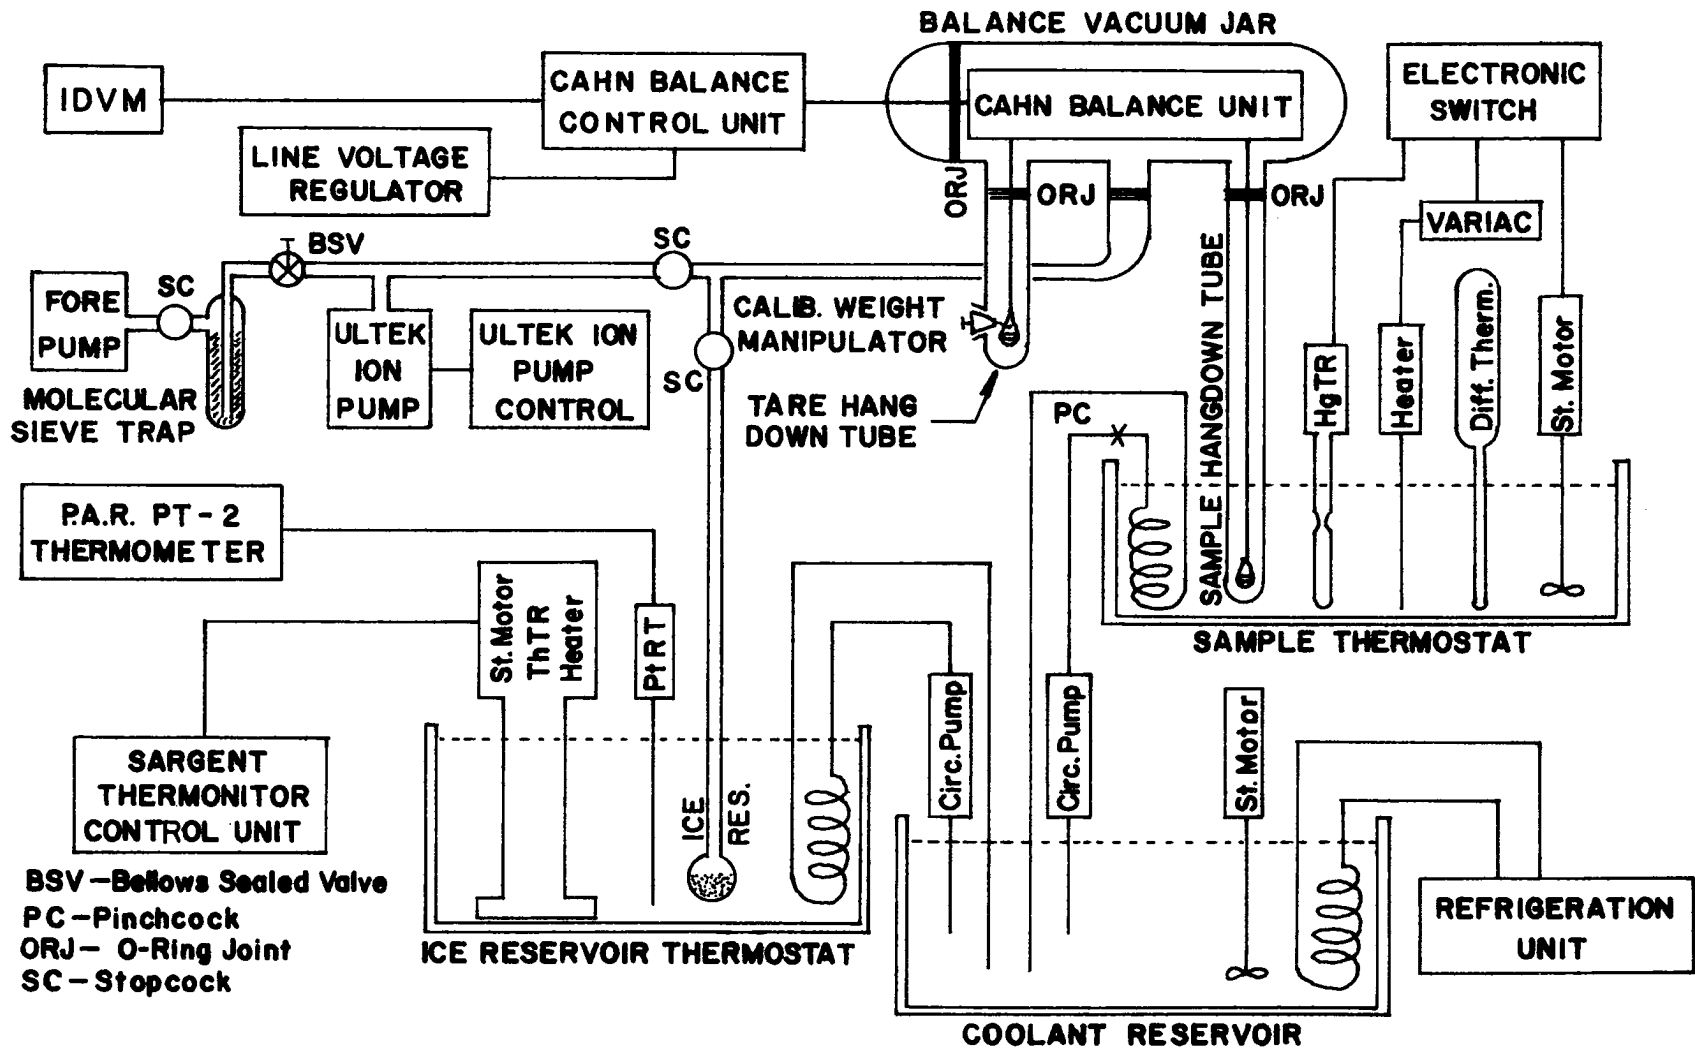 BALANCE VACUUM JAR
IDVM
CAHN BALANCE
CONTROL UNIT
CAHN BALANCE UNIT
ELECTRONIC
SWITCH
LINE VOLTAGE
REGULATOR
ORJ
ORJ
ORJ
VARIAC
BSV
SC
SC
FORE
PUMP
MOLECULAR
SIEVE TRAP
ULTEK
ION
PUMP
ULTEK ION
PUMP
CONTROL
SC
CALIB. WEIGHT
MANIPULATOR
TARE HANG
DOWN TUBE
PC
SAMPLE HANGDOWN TUBE
HgTR
Heater
Diff. Therm.
St. Motor
SAMPLE THERMOSTAT
P.A.R. PT-2
THERMOMETER
St. Motor
ThTR
Heater
PtRT
ICE
RES.
Circ. Pump
Circ. Pump
St. Motor
SARGENT
THERMONITOR
CONTROL UNIT
REFRIGERATION
UNIT
ICE RESERVOIR THERMOSTAT
COOLANT RESERVOIR
BSV—Bellows Sealed Valve
PC—Pinchcock
ORJ— O-Ring Joint
SC—Stopcock